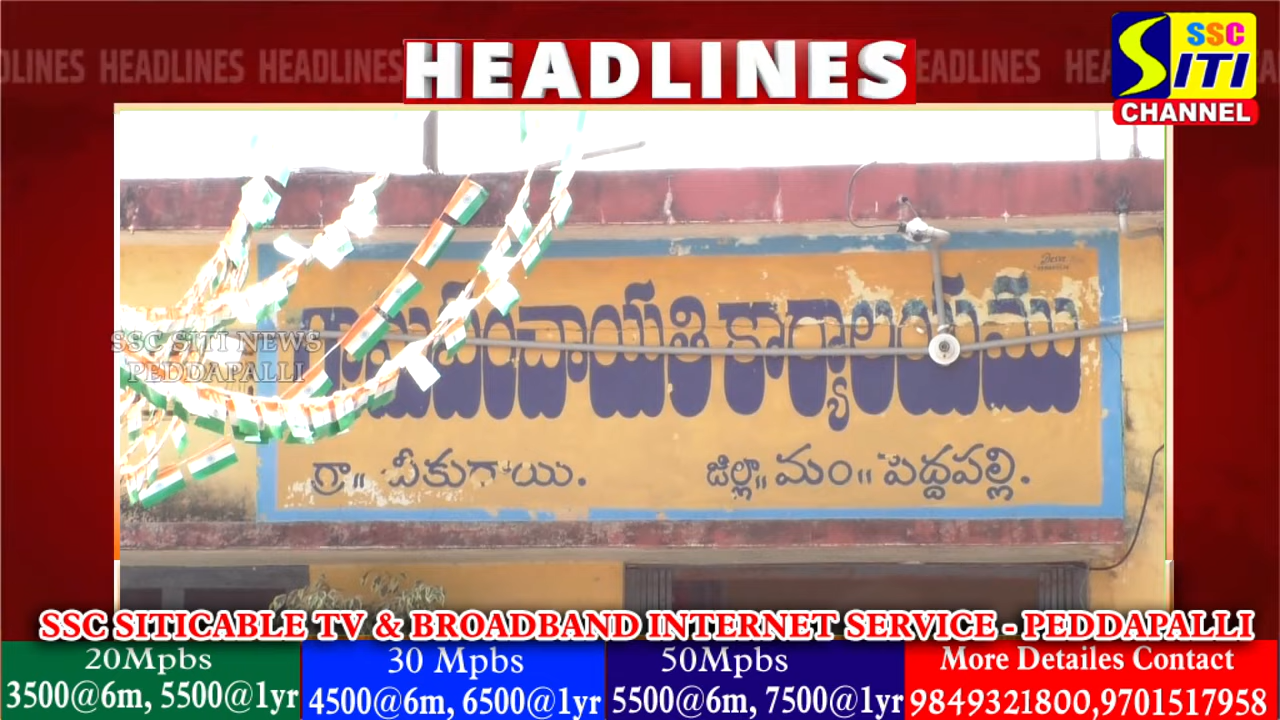 HEADLINES HEADLINES HEADLINES
SSC
SITI
CHANNEL
గ్రామ పంచాయతి కార్యాలయము
SSC SITI NEWS
PEDDAPALLI
గ్రా॥
జిల్లా,, మం॥ పెద్దపల్లి.
SSC SITICABLE TV & BROADBAND INTERNET SERVICE - PEDDAPALLI
20Mpbs 30 Mpbs 50Mpbs More Detailes Contact
3500@6m, 5500@1yr 4500@6m, 6500@1yr 5500@6m, 7500@1yr 9849321800,9701517958